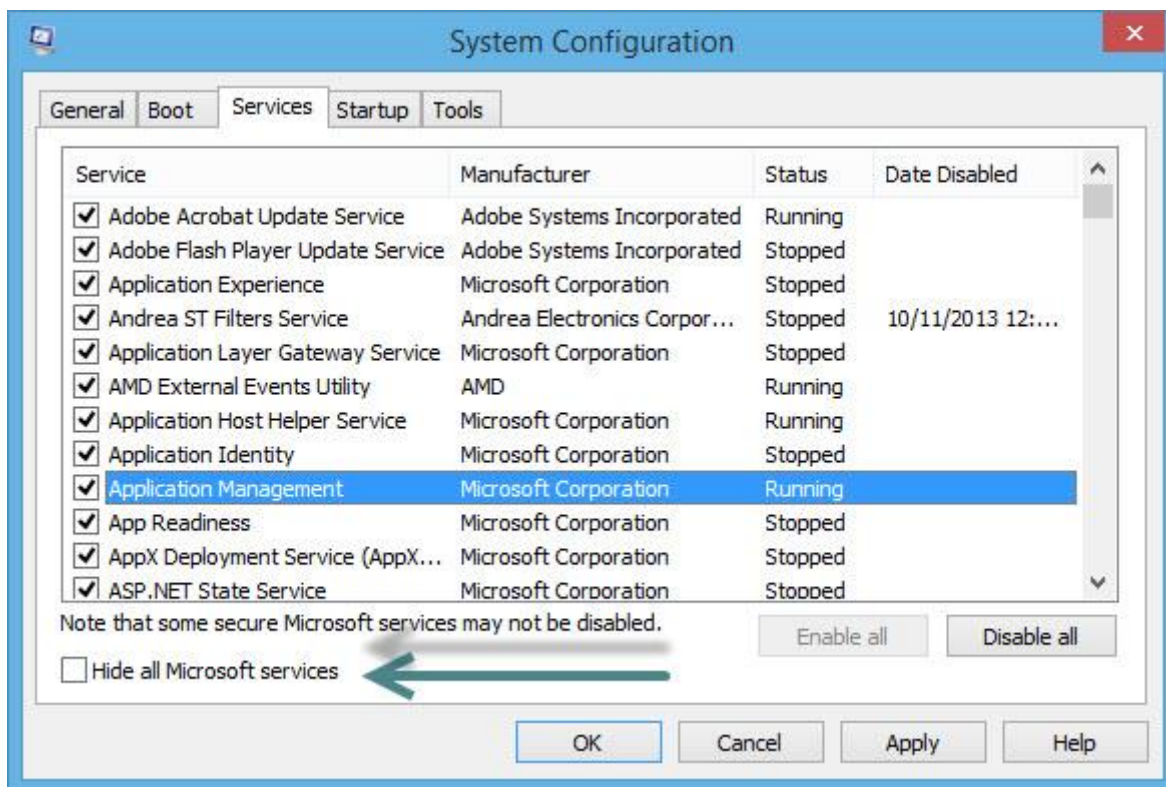 System Configuration
General Boot Services Startup Tools
Service Manufacturer Status Date Disabled
Adobe Acrobat Update Service Adobe Systems Incorporated Running
Adobe Flash Player Update Service Adobe Systems Incorporated Stopped
Application Experience Microsoft Corporation Stopped
Andrea ST Filters Service Andrea Electronics Corpor... Stopped 10/11/2013 12:...
Application Layer Gateway Service Microsoft Corporation Stopped
AMD External Events Utility AMD Running
Application Host Helper Service Microsoft Corporation Running
Application Identity Microsoft Corporation Stopped
Application Management Microsoft Corporation Running
App Readiness Microsoft Corporation Stopped
AppX Deployment Service (AppX... Microsoft Corporation Stopped
ASP.NET State Service Microsoft Corporation Stopped
Note that some secure Microsoft services may not be disabled.
Enable all Disable all
Hide all Microsoft services
OK Cancel Apply Help